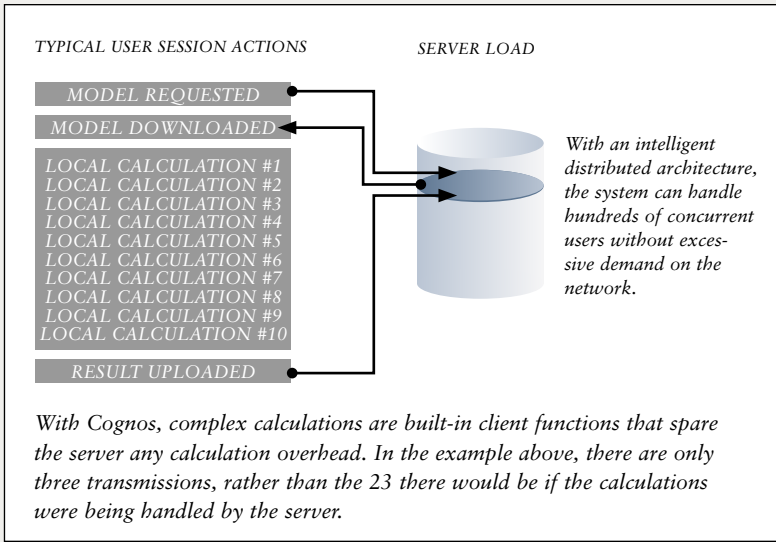 TYPICAL USER SESSION ACTIONS
SERVER LOAD
MODEL REQUESTED
MODEL DOWNLOADED
LOCAL CALCULATION #1
LOCAL CALCULATION #2
LOCAL CALCULATION #3
LOCAL CALCULATION #4
LOCAL CALCULATION #5
LOCAL CALCULATION #6
LOCAL CALCULATION #7
LOCAL CALCULATION #8
LOCAL CALCULATION #9
LOCAL CALCULATION #10
RESULT UPLOADED
With an intelligent
distributed architecture,
the system can handle
hundreds of concurrent
users without exces-
sive demand on the
network.
With Cognos, complex calculations are built-in client functions that spare
the server any calculation overhead. In the example above, there are only
three transmissions, rather than the 23 there would be if the calculations
were being handled by the server.